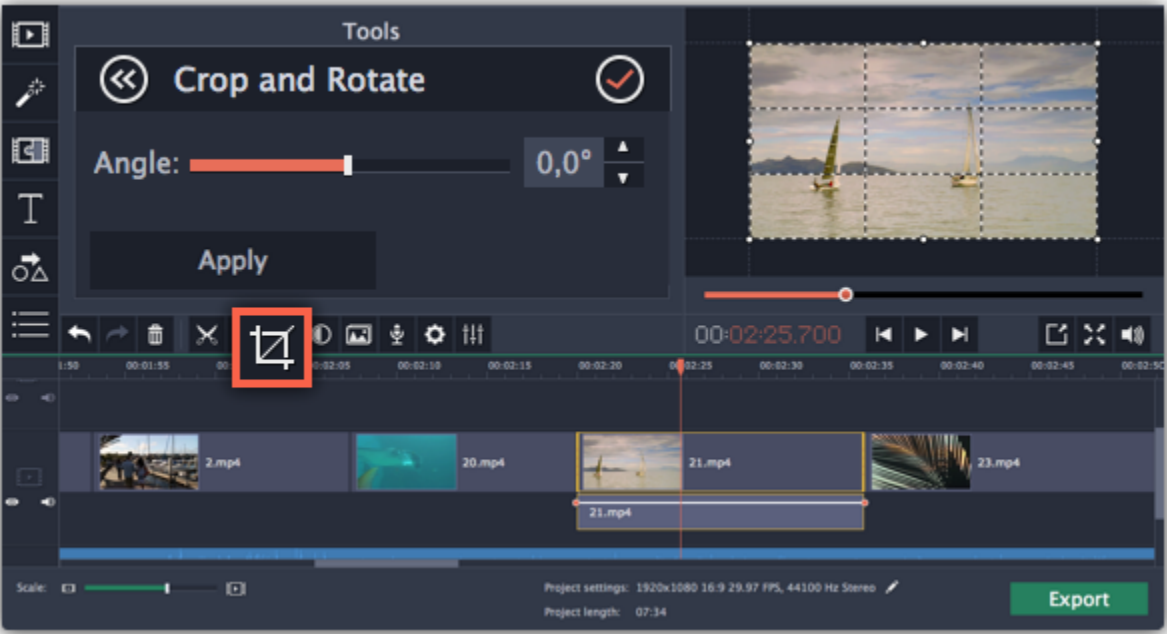 Tools
Crop and Rotate
Angle: 0,0°
Apply
00:02:25.700
1:50 00:01:55 00: 0:02:05 00:02:10 00:02:15 00:02:20 00:02:25 00:02:30 00:02:35 00:02:40 00:02:45 00:02:50
2.mp4 20.mp4 21.mp4 23.mp4
21.mp4
Scale: Project settings: 1920x1080 16:9 29.97 FPS, 44100 Hz Stereo
Export
Project length: 07:34